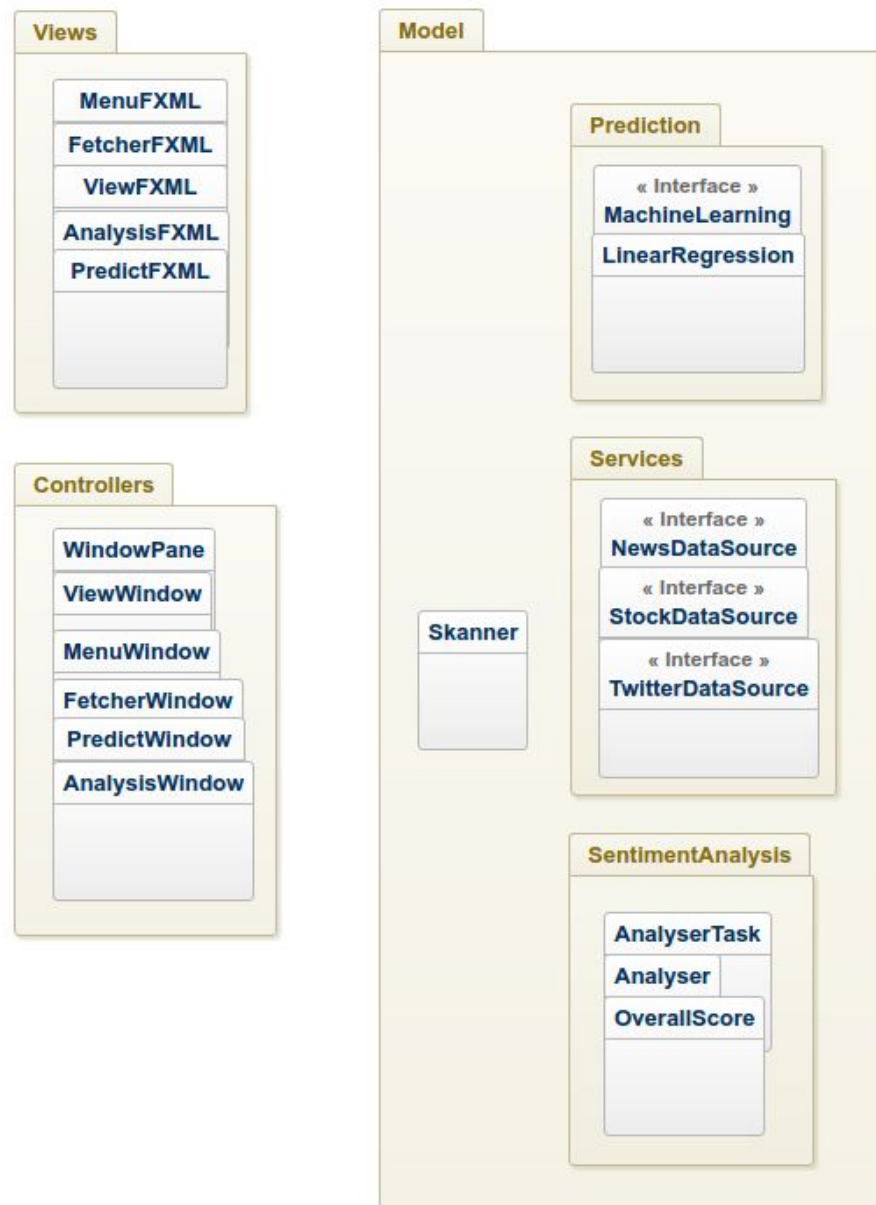 Views
MenuFXML
FetcherFXML
ViewFXML
AnalysisFXML
PredictFXML
Controllers
WindowPane
ViewWindow
MenuWindow
FetcherWindow
PredictWindow
AnalysisWindow
Model
Skanner
Prediction
« Interface »
MachineLearning
LinearRegression
Services
« Interface »
NewsDataSource
« Interface »
StockDataSource
« Interface »
TwitterDataSource
SentimentAnalysis
AnalyserTask
Analyser
OverallScore